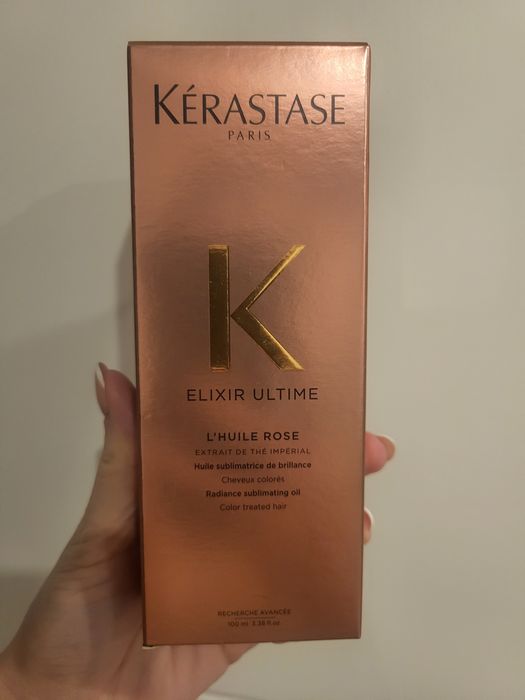 KÉRASTASE
PARIS
K
ELIXIR ULTIME
L'HUILE ROSE
EXTRAIT DE THÉ IMPÉRIAL
Huile sublimatrice de brillance
Cheveux colorés
Radiance sublimating oil
Color treated hair
RECHERCHE AVANCÉE
100 ml 3.38 fl.oz